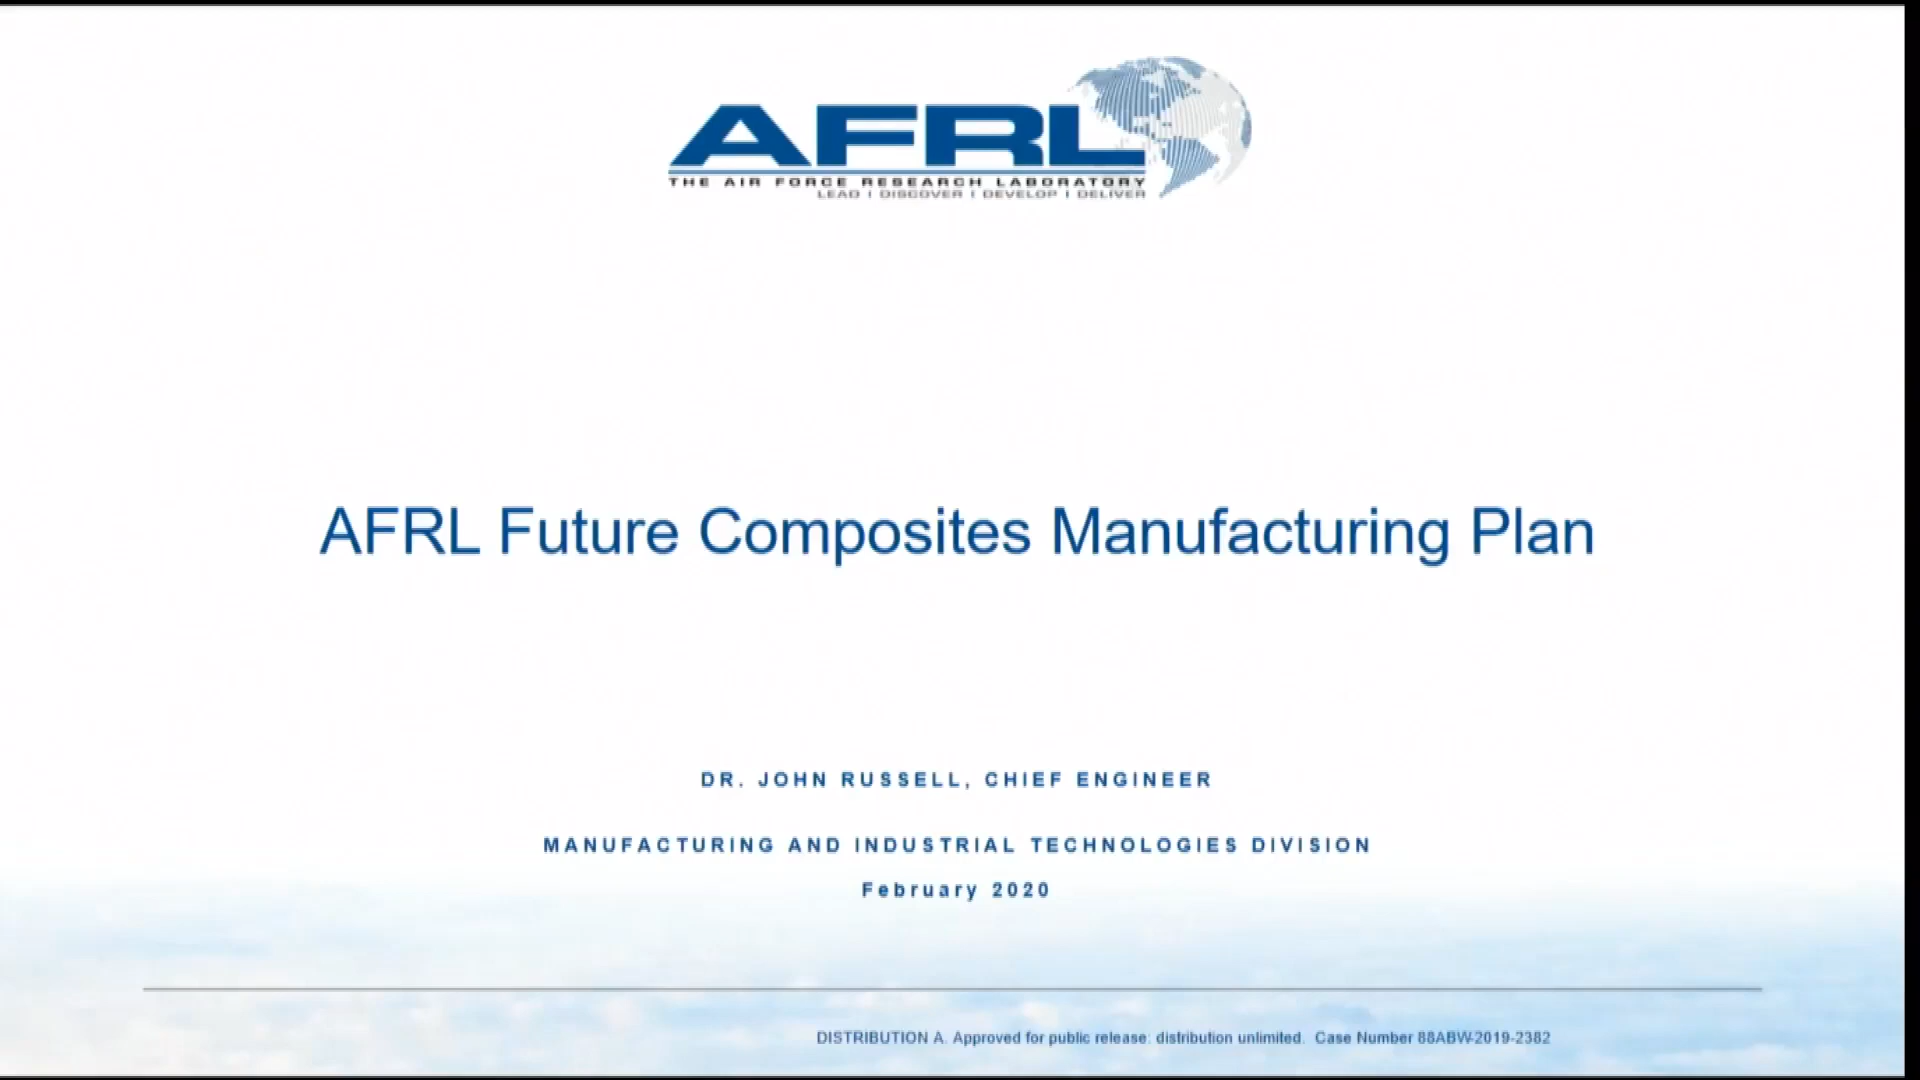 AFRL
THE AIR FORCE RESEARCH LABORATORY
LEAD | DISCOVER | DEVELOP | DELIVER
AFRL Future Composites Manufacturing Plan
DR. JOHN RUSSELL, CHIEF ENGINEER
MANUFACTURING AND INDUSTRIAL TECHNOLOGIES DIVISION
February 2020
DISTRIBUTION A. Approved for public release: distribution unlimited. Case Number 88ABW-2019-2382